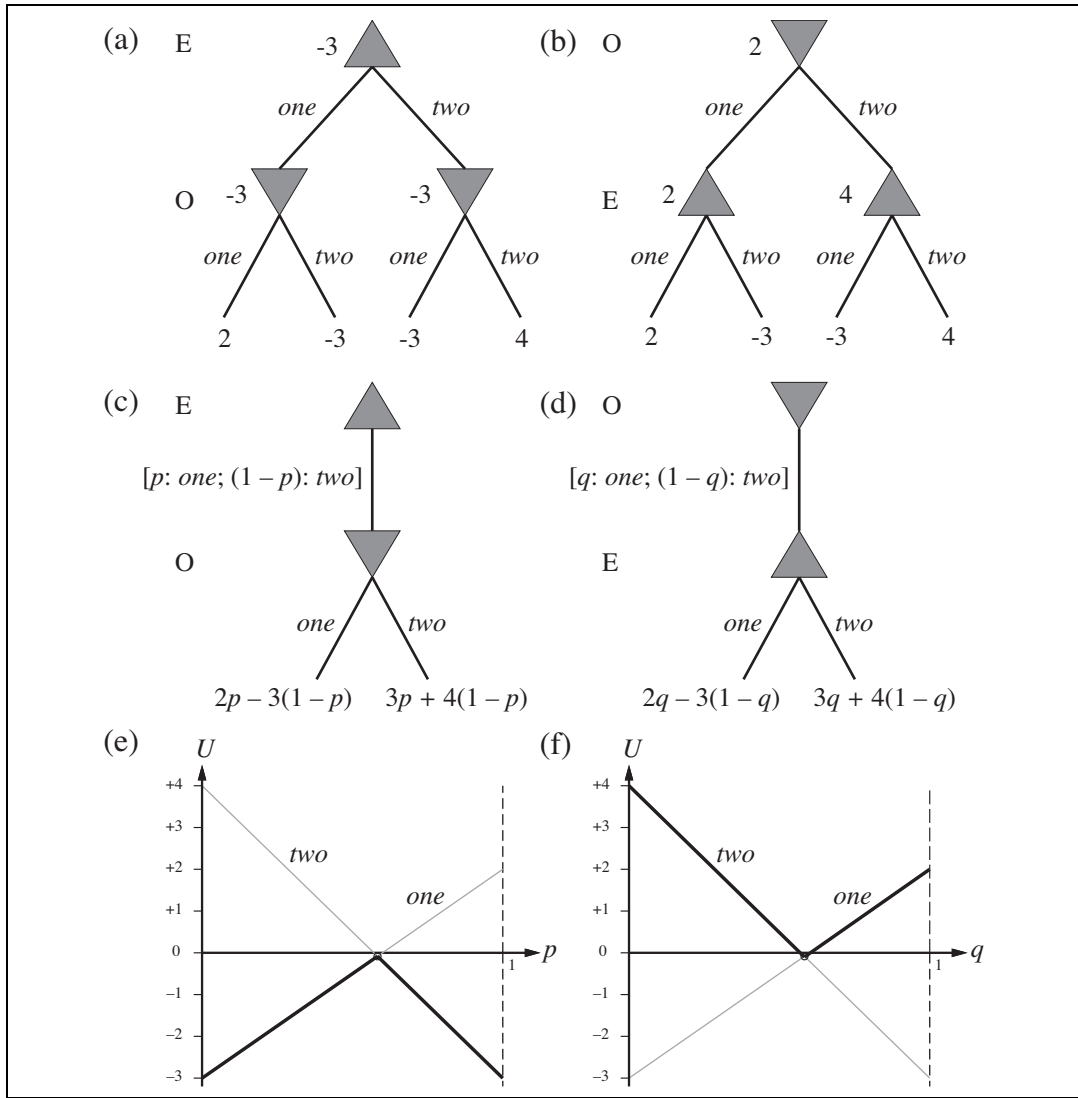 (a) E -3
(b) O 2
one two
one two
O -3 -3
E 2 4
one two one two
one two one two
2 -3 -3 4
2 -3 -3 4
(c) E
(d) O
[p: one; (1 – p): two]
[q: one; (1 – q): two]
O
E
one two
one two
2p – 3(1 – p) 3p + 4(1 – p)
2q – 3(1 – q) 3q + 4(1 – q)
(e) U
+4
+3
+2
+1
0
–1
–2
–3
two
one
1
p
(f) U
+4
+3
+2
+1
0
–1
–2
–3
two
one
1
q